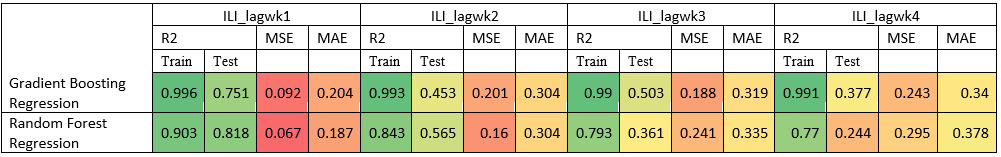 ILI_lagwk1 ILI_lagwk2 ILI_lagwk3 ILI_lagwk4
R2 MSE MAE R2 MSE MAE R2 MSE MAE R2 MSE MAE
Train Test Train Test Train Test Train Test
Gradient Boosting
Regression 0.996 0.751 0.092 0.204 0.993 0.453 0.201 0.304 0.99 0.503 0.188 0.319 0.991 0.377 0.243 0.34
Random Forest
Regression 0.903 0.818 0.067 0.187 0.843 0.565 0.16 0.304 0.793 0.361 0.241 0.335 0.77 0.244 0.295 0.378